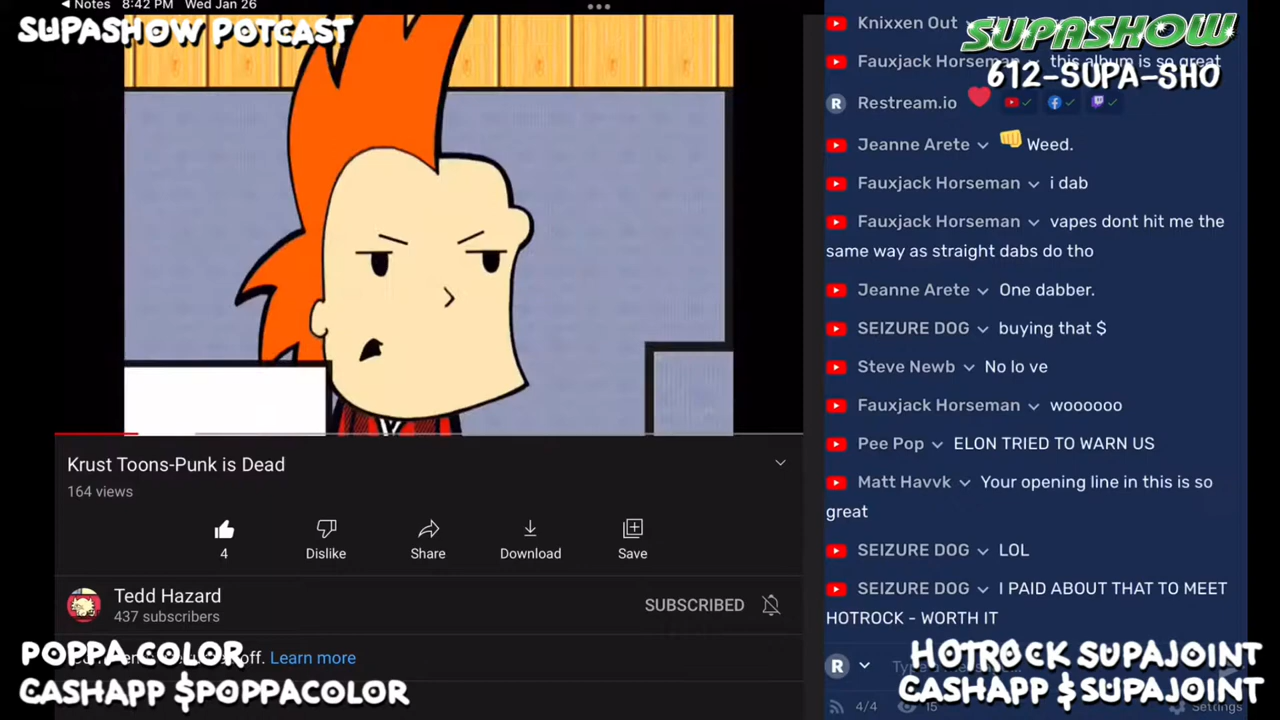 Notes 8:42 PM Wed Jan 26
SUPASHOW POTCAST
Krust Toons-Punk is Dead
164 views
4
Dislike
Share
Download
Save
Tedd Hazard
437 subscribers
SUBSCRIBED
off. Learn more
POPPA COLOR
CASHAPP $POPPACOLOR
Knixxen Out
SUPASHOW
Fauxjack Horseman this album is so great
612-SUPA-SHO
Restream.io
Jeanne Arete Weed.
Fauxjack Horseman i dab
Fauxjack Horseman vapes dont hit me the
same way as straight dabs do tho
Jeanne Arete One dabber.
SEIZURE DOG buying that $
Steve Newb No lo ve
Fauxjack Horseman woooooo
Pee Pop ELON TRIED TO WARN US
Matt Havvk Your opening line in this is so
great
SEIZURE DOG LOL
SEIZURE DOG I PAID ABOUT THAT TO MEET
HOTROCK - WORTH IT
HOTROCK SUPAJOINT
CASHAPP $SUPAJOINT
4/4 15 Settings